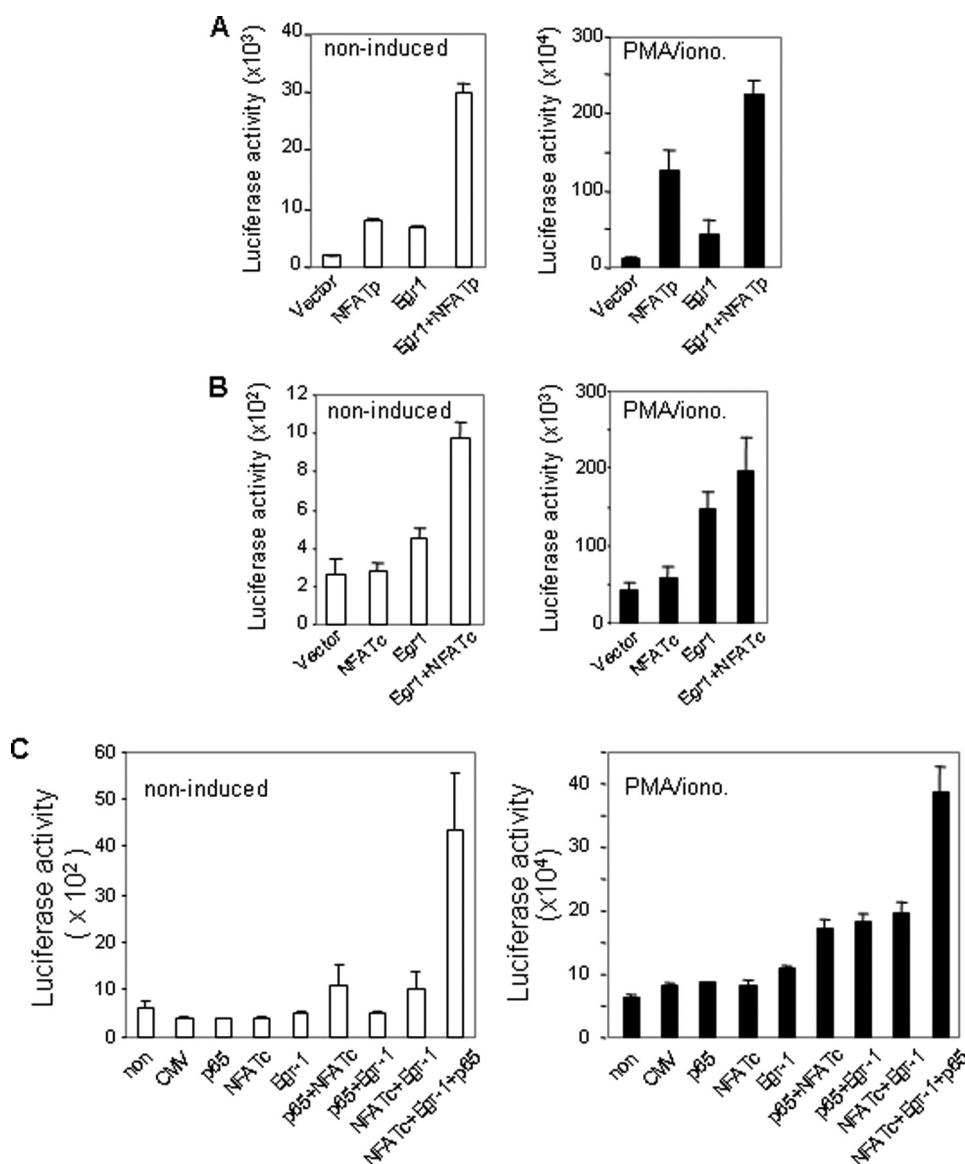 A
Luciferase activity (x10³)
40
30
20
10
0
non-induced
Vector
NFATp
Egr1
Egr1+NFATp
Luciferase activity (x10⁴)
300
200
100
0
PMA/iono.
Vector
NFATp
Egr1
Egr1+NFATp
B
Luciferase activity (x10²)
12
10
8
6
4
2
0
non-induced
Vector
NFATc
Egr1
Egr1+NFATc
Luciferase activity (x10³)
300
200
100
0
PMA/iono.
Vector
NFATc
Egr1
Egr1+NFATc
C
Luciferase activity
( x 10²)
60
50
40
30
20
10
0
non-induced
non
CMV
p65
NFATc
Egr-1
p65+NFATc
p65+Egr-1
NFATc+Egr-1
NFATc+Egr-1+p65
Luciferase activity
(x10⁴)
40
30
20
10
0
PMA/iono.
non
CMV
p65
NFATc
Egr-1
p65+NFATc
p65+Egr-1
NFATc+Egr-1
NFATc+Egr-1+p65